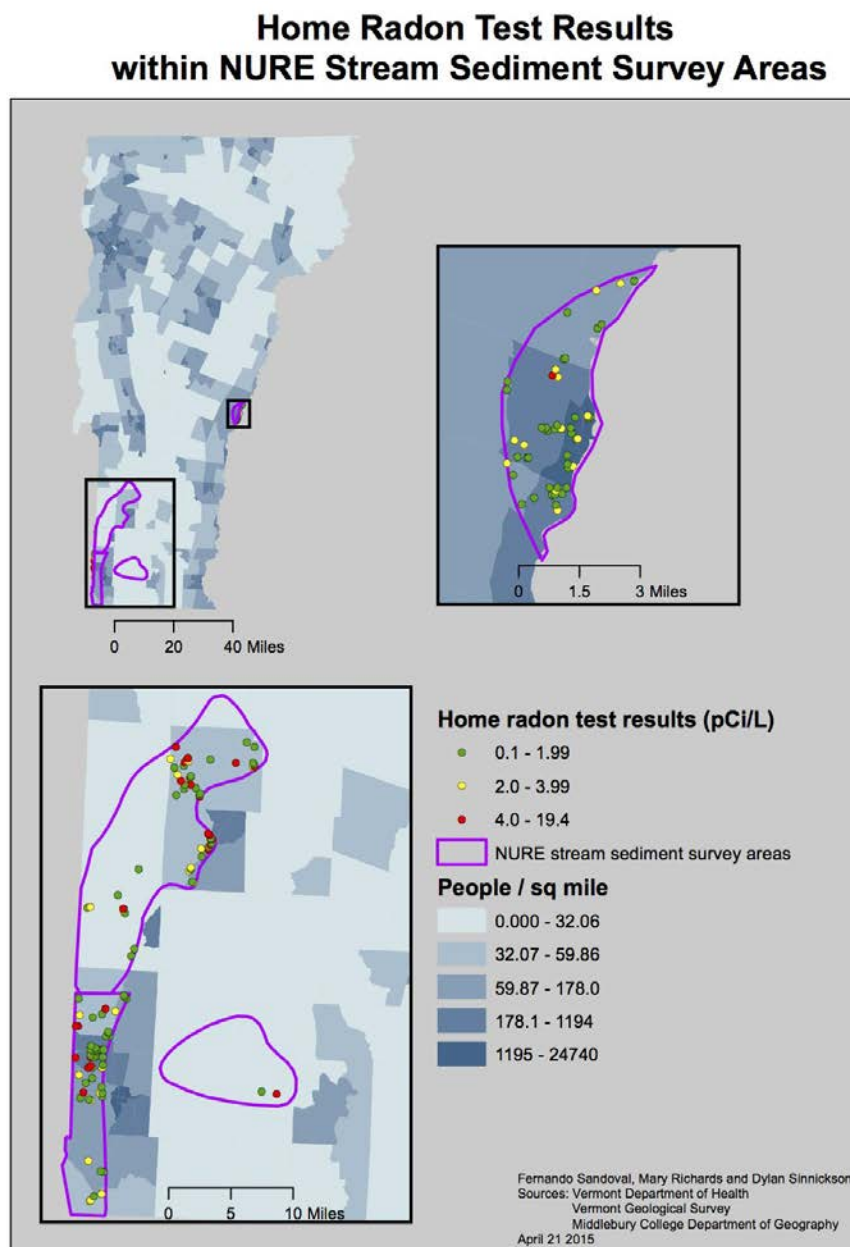 Home Radon Test Results
within NURE Stream Sediment Survey Areas
0 20 40 Miles
0 1.5 3 Miles
Home radon test results (pCi/L)
0.1 - 1.99
2.0 - 3.99
4.0 - 19.4
NURE stream sediment survey areas
People / sq mile
0.000 - 32.06
32.07 - 59.86
59.87 - 178.0
178.1 - 1194
1195 - 24740
0 5 10 Miles
Fernando Sandoval, Mary Richards and Dylan Sinnickson
Sources: Vermont Department of Health
Vermont Geological Survey
Middlebury College Department of Geography
April 21 2015